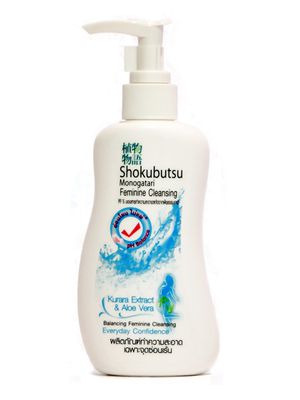 植物
物語
Shokubutsu
Monogatari
Feminine Cleansing
pH Balance
Kurara Extract
& Aloe Vera
Balancing Feminine Cleansing
Everyday Confidence
ผลิตภัณฑ์ทำความสะอาด
เฉพาะจุดซ่อนเร้น